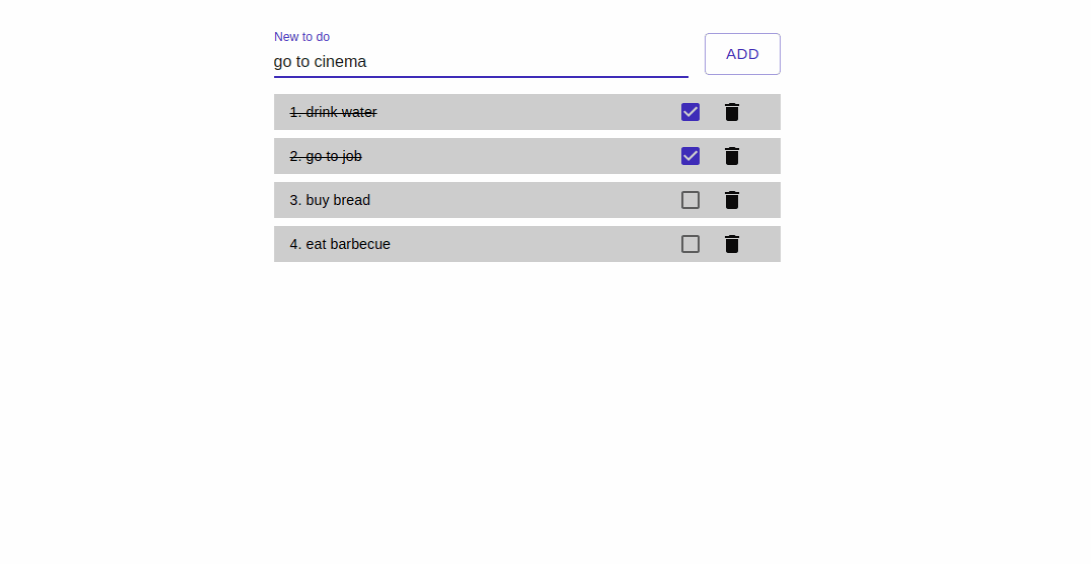 New to do
go to cinema
ADD
1. drink water
2. go to job
3. buy bread
4. eat barbecue